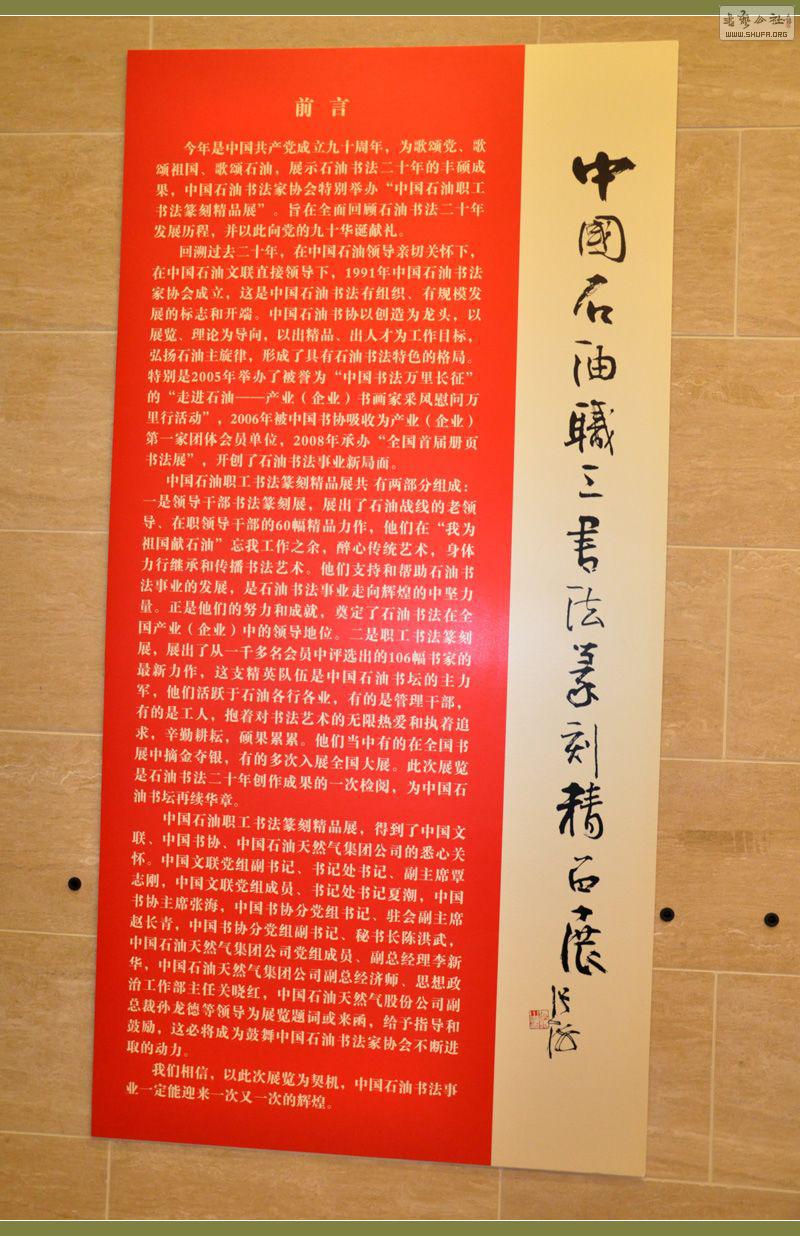 书艺公社
WWW.SHUFA.ORG
前言
今年是中国共产党成立九十周年，为歌颂党、歌
颂祖国、歌颂石油，展示石油书法二十年的丰硕成
果，中国石油书法家协会特别举办“中国石油职工
书法篆刻精品展”。旨在全面回顾石油书法二十年
发展历程，并以此向党的九十华诞献礼。
回溯过去二十年，在中国石油领导亲切关怀下，
在中国石油文联直接领导下，1991年中国石油书法
家协会成立，这是中国石油书法有组织、有规模发
展的标志和开端。中国石油书协以创造为龙头，以
展览、理论为导向，以出精品、出人才为工作目标，
弘扬石油主旋律，形成了具有石油书法特色的格局。
特别是2005年举办了被誉为“中国书法万里长征”
的“走进石油——产业（企业）书画家采风慰问万
里行活动”，2006年被中国书协吸收为产业（企业）
第一家团体会员单位，2008年承办“全国首届册页
书法展”，开创了石油书法事业新局面。
中国石油职工书法篆刻精品展共 有两部分组成：
一是领导干部书法篆刻展，展出了石油战线的老领
导、在职领导干部的60幅精品力作，他们在“我为
祖国献石油”忘我工作之余，醉心传统艺术，身体
力行继承和传播书法艺术。他们支持和帮助石油书
法事业的发展，是石油书法事业走向辉煌的中坚力
量。正是他们的努力和成就，奠定了石油书法在全
国产业（企业）中的领导地位。二是职工书法篆刻
展，展出了从一千多名会员中评选出的106幅书家的
最新力作，这支精英队伍是中国石油书坛的主力
军，他们活跃于石油各行各业，有的是管理干部，
有的是工人，抱着对书法艺术的无限热爱和执着追
求，辛勤耕耘，硕果累累。他们当中有的在全国书
展中摘金夺银，有的多次入展全国大展。此次展览
是石油书法二十年创作成果的一次检阅，为中国石
油书坛再续华章。
中国石油职工书法篆刻精品展，得到了中国文
联、中国书协、中国石油天然气集团公司的悉心关
怀。中国文联党组副书记、书记处书记、副主席覃
志刚，中国文联党组成员、书记处书记夏潮，中国
书协主席张海，中国书协分党组书记、驻会副主席
赵长青，中国书协分党组副书记、秘书长陈洪武，
中国石油天然气集团公司党组成员、副总经理李新
华，中国石油天然气集团公司副总经济师、思想政
治工作部主任关晓红，中国石油天然气股份公司副
总裁孙龙德等领导为展览题词或来函，给予指导和
鼓励，这必将成为鼓舞中国石油书法家协会不断进
取的动力。
我们相信，以此次展览为契机，中国石油书法事
业一定能迎来一次又一次的辉煌。
中國石油職工書法篆刻精品展
张海